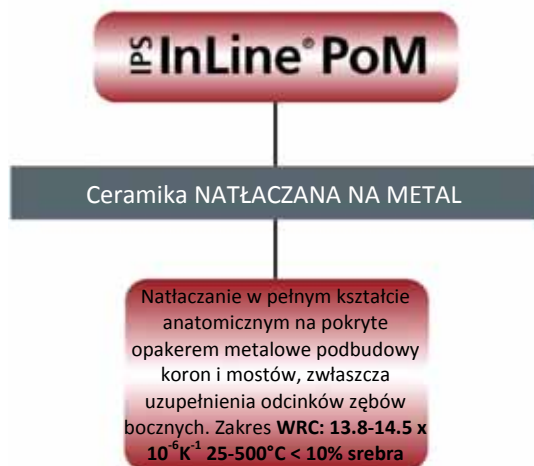 IPS InLine® PoM
Ceramika NATŁACZANA NA METAL
Natłaczanie w pełnym kształcie
anatomicznym na pokryte
opakerem metalowe podbudowy
koron i mostów, zwłaszcza
uzupełnienia odcinków zębów
bocznych. Zakres WRC: 13.8-14.5 x
10⁻⁶K⁻¹ 25-500°C < 10% srebra